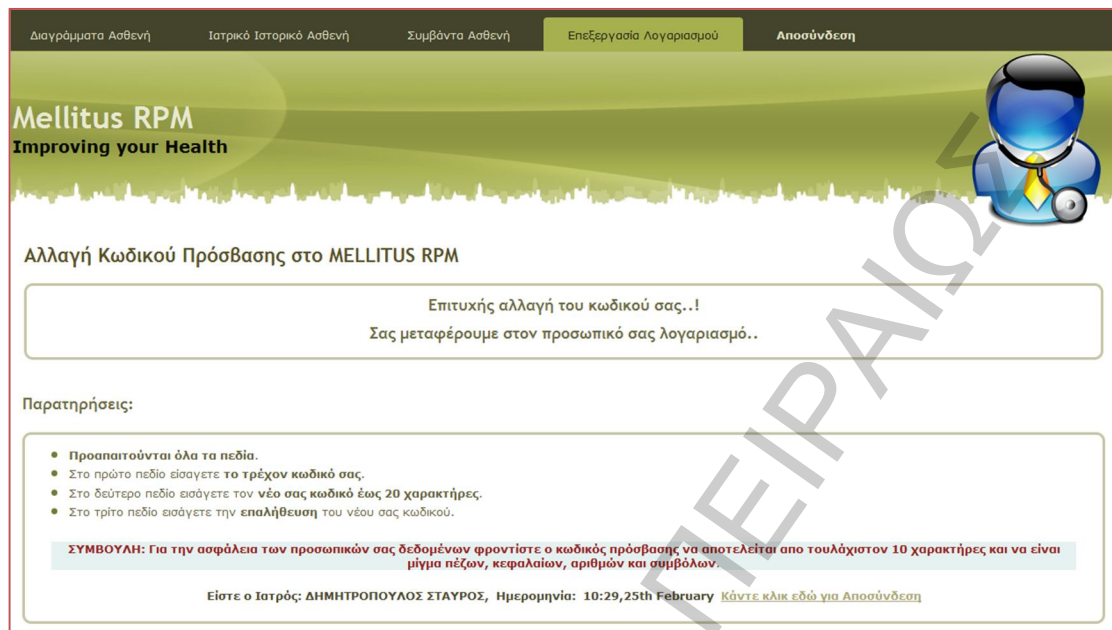 Διαγράμματα Ασθενή Ιατρικό Ιστορικό Ασθενή Συμβάντα Ασθενή Επεξεργασία Λογαριασμού Αποσύνδεση
Mellitus RPM
Improving your Health
Αλλαγή Κωδικού Πρόσβασης στο MELLITUS RPM
Επιτυχής αλλαγή του κωδικού σας..!
Σας μεταφέρουμε στον προσωπικό σας λογαριασμό..
Παρατηρήσεις:
Προαπαιτούνται όλα τα πεδία.
Στο πρώτο πεδίο είσαγετε το τρέχον κωδικό σας.
Στο δεύτερο πεδίο εισάγετε τον νέο σας κωδικό έως 20 χαρακτήρες.
Στο τρίτο πεδίο εισάγετε την επαλήθευση του νέου σας κωδικού.
ΣΥΜΒΟΥΛΗ: Για την ασφάλεια των προσωπικών σας δεδομένων φροντίστε ο κωδικός πρόσβασης να αποτελείται απο τουλάχιστον 10 χαρακτήρες και να είναι
μίγμα πέζων, κεφαλαίων, αριθμών και συμβόλων.
Είστε ο Ιατρός: ΔΗΜΗΤΡΟΠΟΥΛΟΣ ΣΤΑΥΡΟΣ, Ημερομηνία: 10:29,25th February Κάντε κλικ εδώ για Αποσύνδεση
ΠΕΙΡΑΙΩΣ